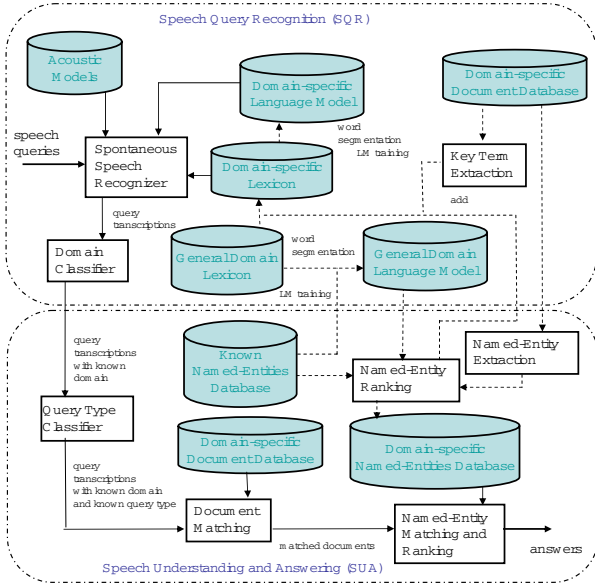 Speech Query Recognition (SQR)
Acoustic
Models
Domain-specific
Language Model
Domain-specific
Document Database
speech
queries
Spontaneous
Speech
Recognizer
word
segmentation
LM training
Domain-specific
Lexicon
Key Term
Extraction
add
query
transcriptions
Domain
Classifier
General Domain
Lexicon
word
segmentation
LM training
General Domain
Language Model
query
transcriptions
with known
domain
Known
Named-Entities
Database
Named-Entity
Ranking
Named-Entity
Extraction
Query Type
Classifier
Domain-specific
Document Database
Domain-specific
Named-Entities Database
query
transcriptions
with known domain
and known query type
Document
Matching
matched documents
Named-Entity
Matching and
Ranking
answers
Speech Understanding and Answering (SUA)